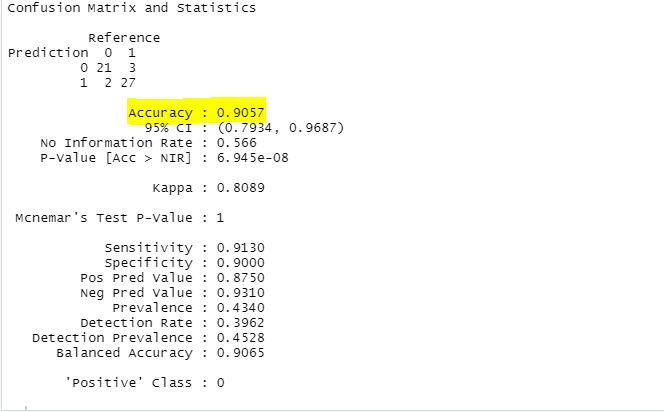 Confusion Matrix and Statistics
Reference
Prediction 0 1
0 21 3
1 2 27
Accuracy : 0.9057
95% CI : (0.7934, 0.9687)
No Information Rate : 0.566
P-Value [Acc > NIR] : 6.945e-08
Kappa : 0.8089
Mcnemar's Test P-Value : 1
Sensitivity : 0.9130
Specificity : 0.9000
Pos Pred Value : 0.8750
Neg Pred Value : 0.9310
Prevalence : 0.4340
Detection Rate : 0.3962
Detection Prevalence : 0.4528
Balanced Accuracy : 0.9065
'Positive' Class : 0